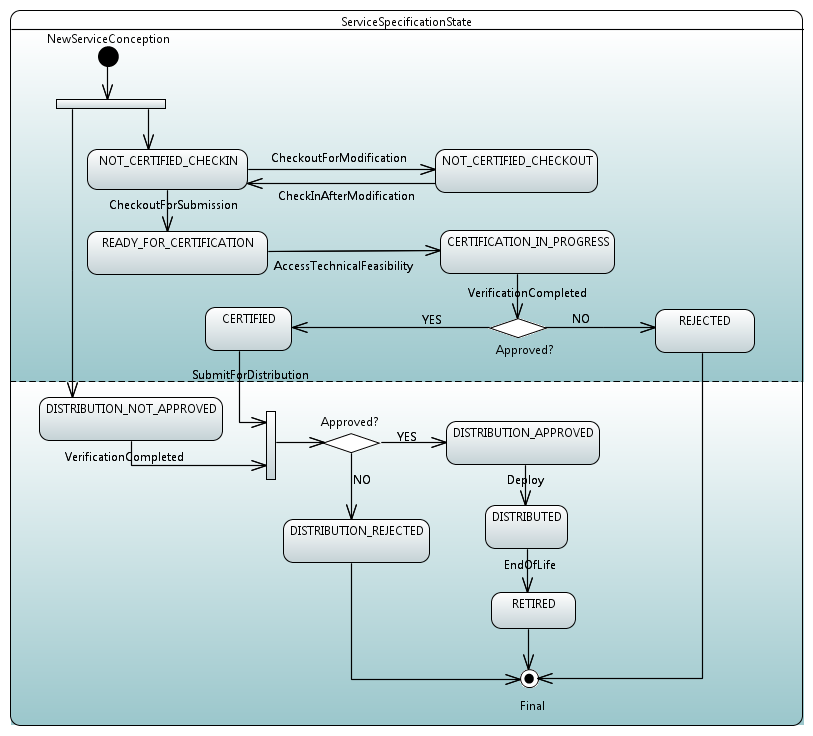 ServiceSpecificationState
NewServiceConception
NOT_CERTIFIED_CHECKIN
CheckoutForModification
NOT_CERTIFIED_CHECKOUT
CheckInAfterModification
CheckoutForSubmission
READY_FOR_CERTIFICATION
AccessTechnicalFeasibility
CERTIFICATION_IN_PROGRESS
VerificationCompleted
CERTIFIED
YES
NO
REJECTED
Approved?
SubmitForDistribution
DISTRIBUTION_NOT_APPROVED
VerificationCompleted
Approved?
YES
DISTRIBUTION_APPROVED
NO
Deploy
DISTRIBUTION_REJECTED
DISTRIBUTED
EndOfLife
RETIRED
Final